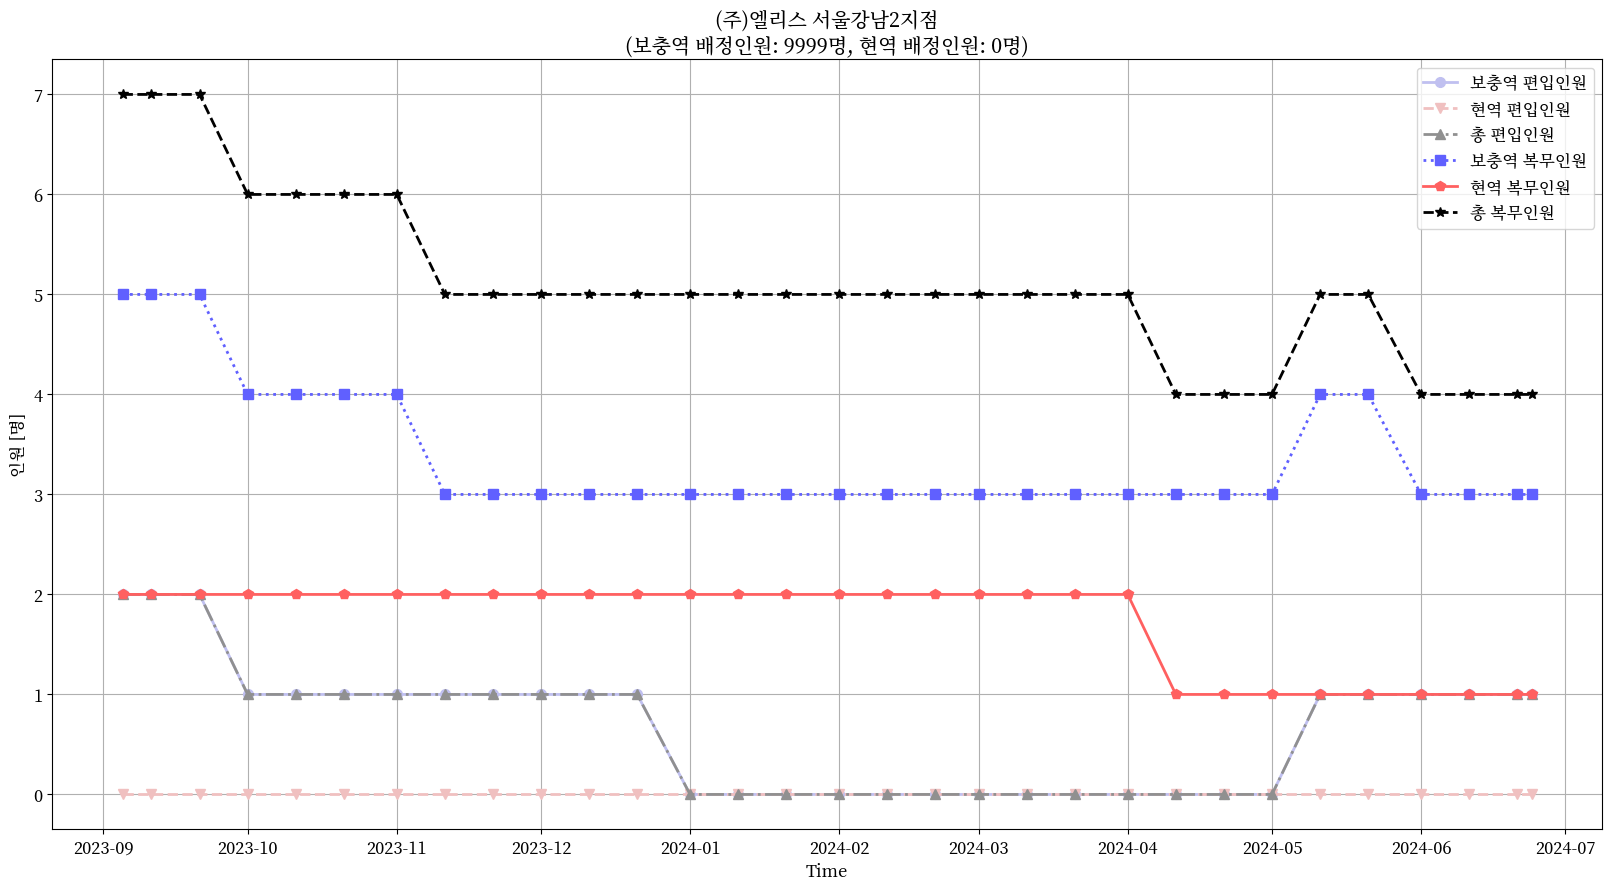 (주)엘리스 서울강남2지점
(보충역 배정인원: 9999명, 현역 배정인원: 0명)
보충역 편입인원
현역 편입인원
총 편입인원
보충역 복무인원
현역 복무인원
총 복무인원
인원 [명]
7
6
5
4
3
2
1
0
2023-09
2023-10
2023-11
2023-12
2024-01
2024-02
2024-03
2024-04
2024-05
2024-06
2024-07
Time